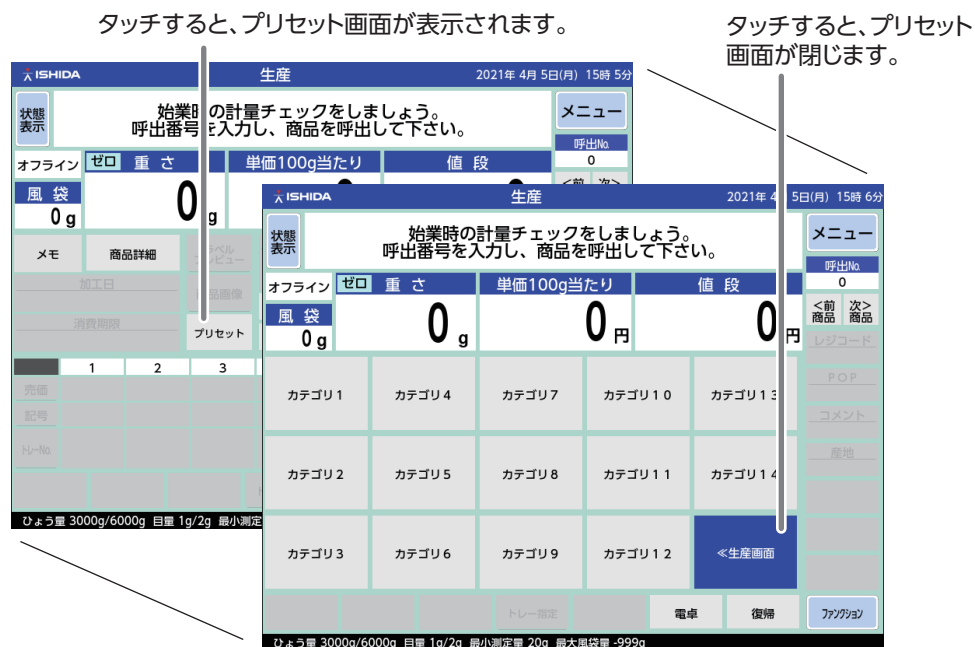 タッチすると、プリセット画面が表示されます。
タッチすると、プリセット
画面が閉じます。
ISHIDA 生産 2021年 4月 5日(月) 15時 5分
状態
表示
始業時の計量チェックをしましょう。
呼出番号を入力し、商品を呼出して下さい。
メニュー
呼出No.
0
オフライン ゼロ 重 さ 単価100g当たり 値 段
<前 次>
風 袋
0 g
0 g
メモ 商品詳細
加工日
商品画像
消費期限
プリセット
1 2 3
売価
記号
トレーNo.
ひょう量 3000g/6000g 目量 1g/2g 最小測定
ISHIDA 生産 2021年 4月 5日(月) 15時 6分
状態
表示
始業時の計量チェックをしましょう。
呼出番号を入力し、商品を呼出して下さい。
メニュー
呼出No.
0
オフライン ゼロ 重 さ 単価100g当たり 値 段
<前 次>
商品 商品
風 袋
0 g
0 g 0 円 0 円
レジコード
カテゴリ1 カテゴリ4 カテゴリ7 カテゴリ10 カテゴリ13
POP
コメント
産地
カテゴリ2 カテゴリ5 カテゴリ8 カテゴリ11 カテゴリ14
カテゴリ3 カテゴリ6 カテゴリ9 カテゴリ12 ≪生産画面
トレー指定 電卓 復帰 ファンクション
ひょう量 3000g/6000g 目量 1g/2g 最小測定量 20g 最大風袋量 -999g